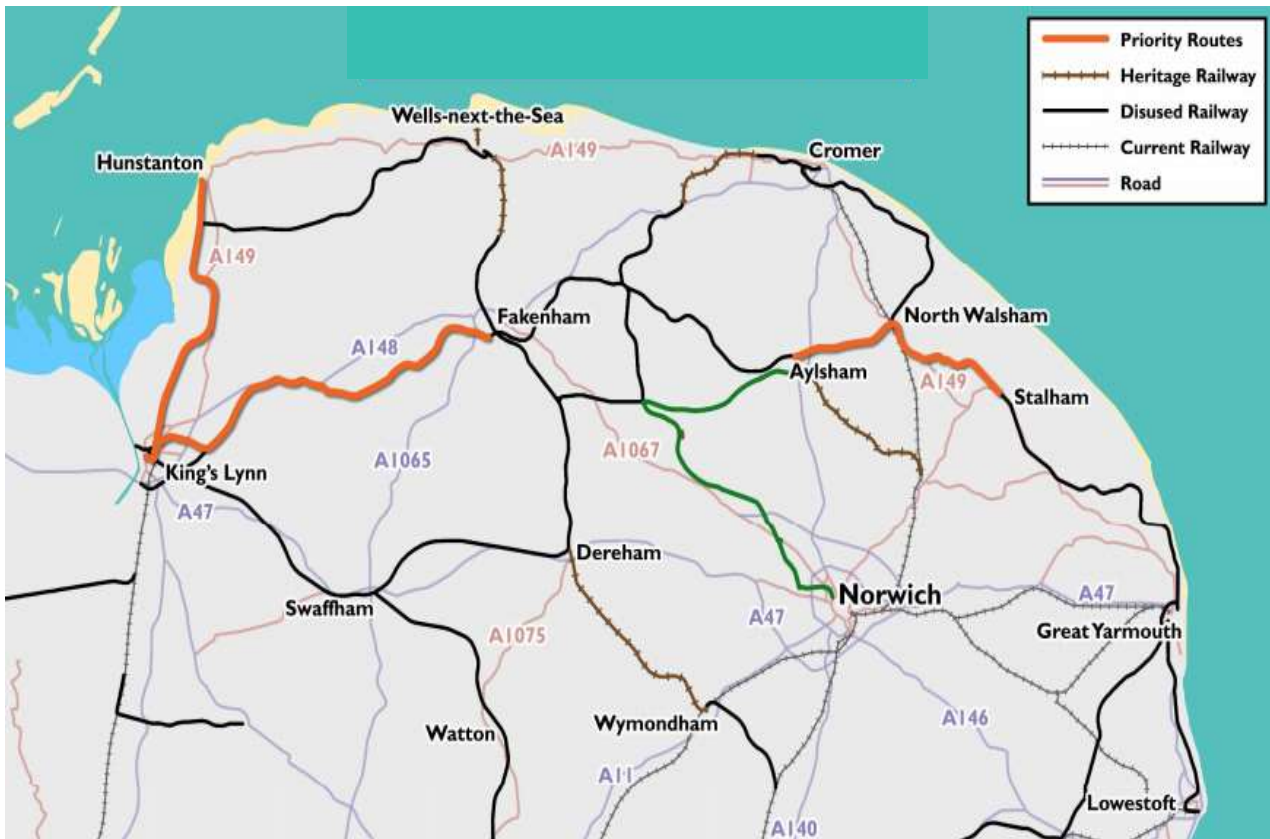 Priority Routes
Heritage Railway
Disused Railway
Current Railway
Road
Wells-next-the-Sea
Hunstanton
A149
Cromer
A149
Fakenham
North Walsham
A148
Aylsham
A149
Stalham
A1067
A1065
King's Lynn
A47
Dereham
Swaffham
Norwich
A47
A47
Great Yarmouth
A1075
Wymondham
A146
Watton
A11
Lowestoft
A140